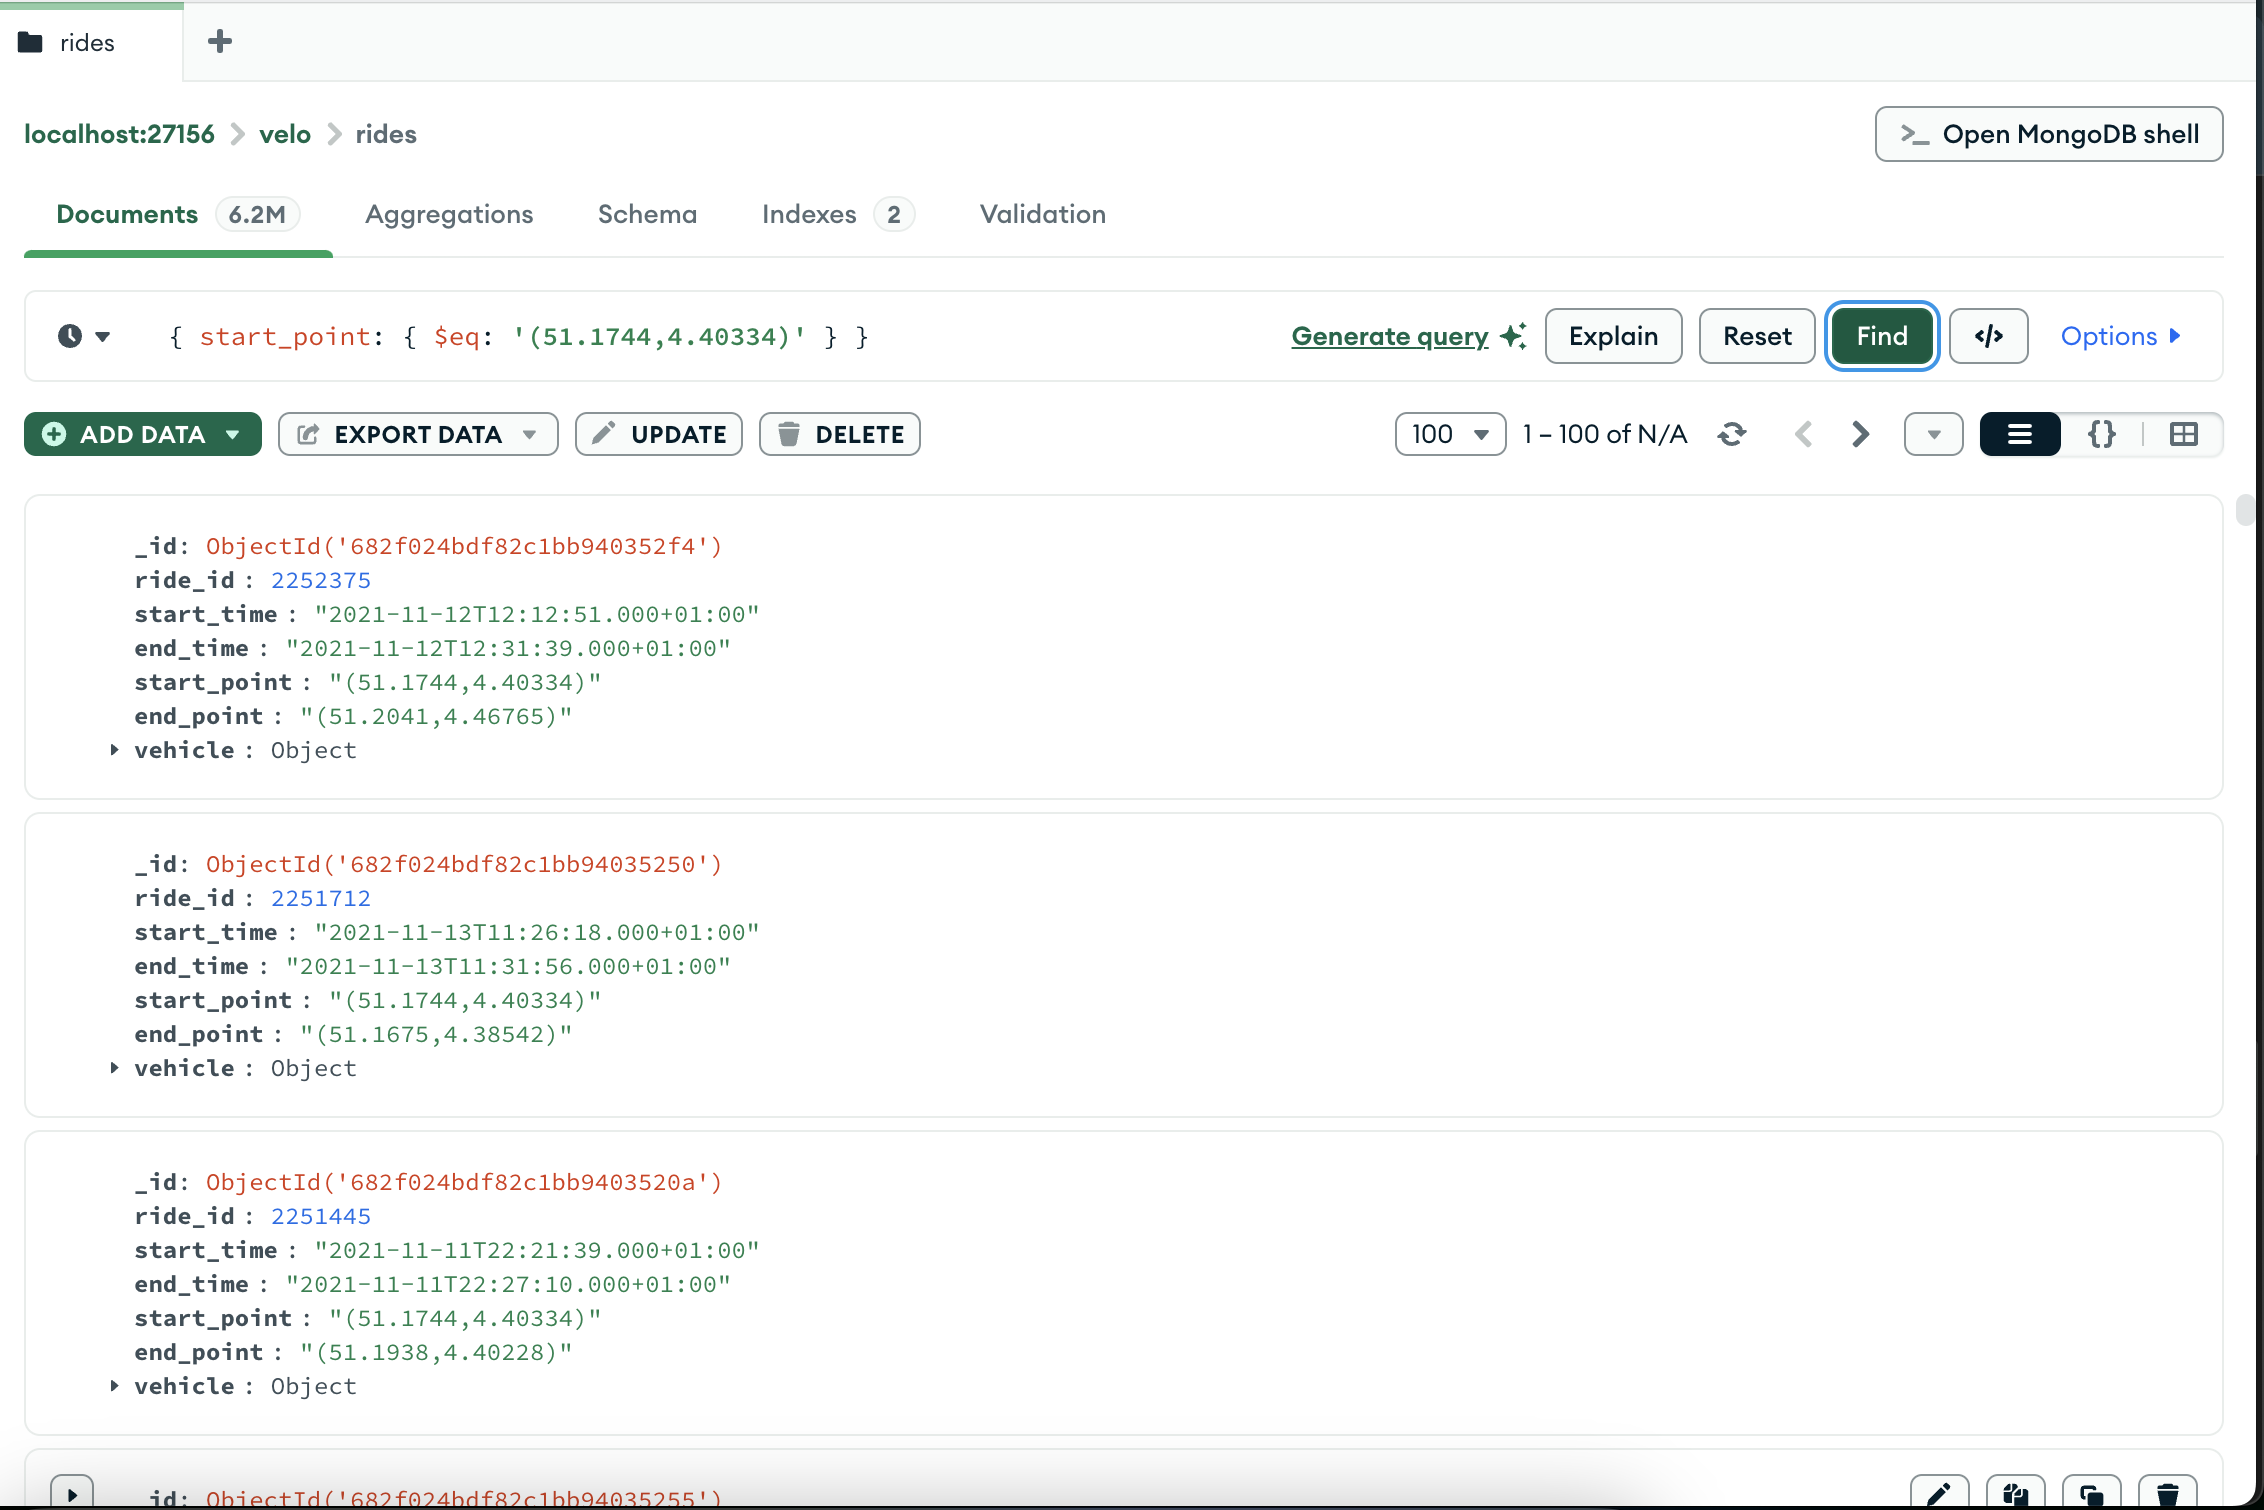 rides
localhost:27156 velo rides
>_ Open MongoDB shell
Documents 6.2M Aggregations Schema Indexes 2 Validation
{ start_point: { $eq: '(51.1744,4.40334)' } }
Generate query Explain Reset Find </> Options
ADD DATA EXPORT DATA UPDATE DELETE
100 1 – 100 of N/A {}
_id: ObjectId('682f024bdf82c1bb940352f4')
ride_id : 2252375
start_time : "2021-11-12T12:12:51.000+01:00"
end_time : "2021-11-12T12:31:39.000+01:00"
start_point : "(51.1744,4.40334)"
end_point : "(51.2041,4.46765)"
vehicle : Object
_id: ObjectId('682f024bdf82c1bb94035250')
ride_id : 2251712
start_time : "2021-11-13T11:26:18.000+01:00"
end_time : "2021-11-13T11:31:56.000+01:00"
start_point : "(51.1744,4.40334)"
end_point : "(51.1675,4.38542)"
vehicle : Object
_id: ObjectId('682f024bdf82c1bb9403520a')
ride_id : 2251445
start_time : "2021-11-11T22:21:39.000+01:00"
end_time : "2021-11-11T22:27:10.000+01:00"
start_point : "(51.1744,4.40334)"
end_point : "(51.1938,4.40228)"
vehicle : Object
_id: ObjectId('682f024bdf82c1bb94035255')